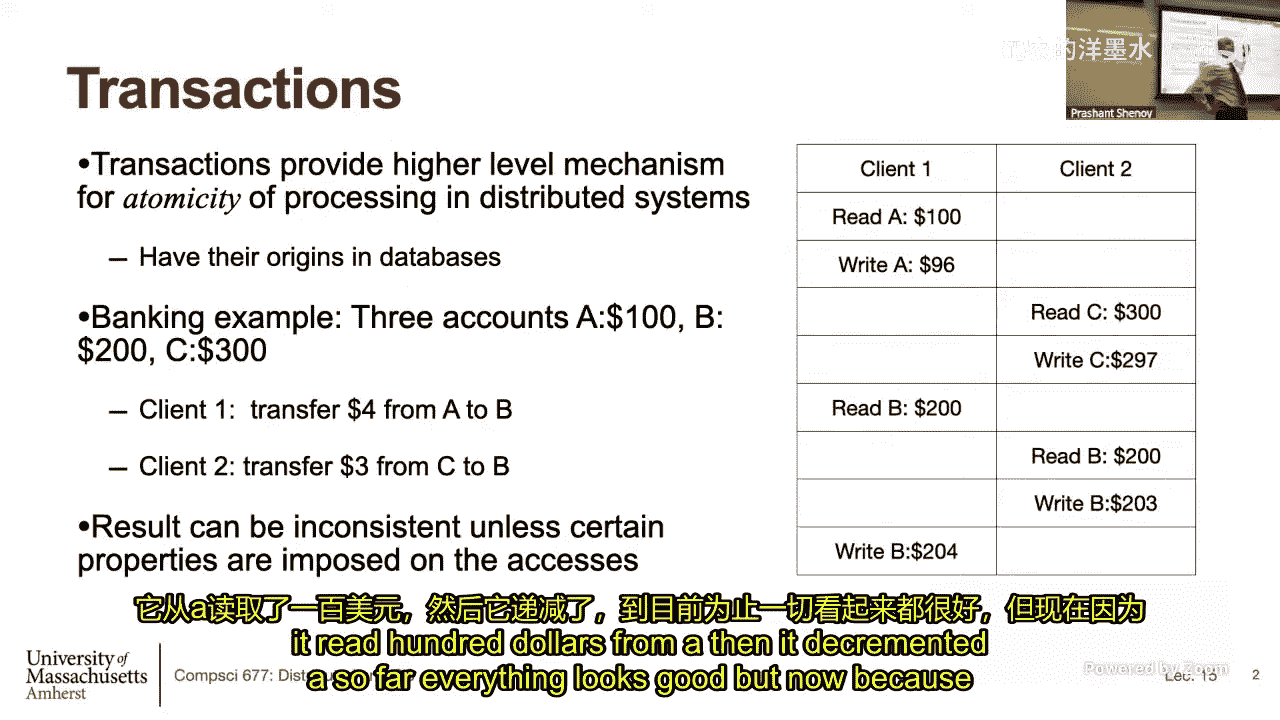 的洋墨水
Prashant Shenoy
Transactions
•Transactions provide higher level mechanism
for atomicity of processing in distributed systems
– Have their origins in databases
•Banking example: Three accounts A:$100, B:
$200, C:$300
– Client 1: transfer $4 from A to B
– Client 2: transfer $3 from C to B
•Result can be inconsistent unless certain
properties are imposed on the accesses
Client 1 Client 2
Read A: $100
Write A: $96
Read C: $300
Write C:$297
Read B: $200
Read B: $200
Write B:$203
Write B:$204
它从a读取了一百美元，然后它递减了，到目前为止一切看起来都很好，但现在因为
it read hundred dollars from a then it decremented
a so far everything looks good but now because
University of
Massachusetts
Amherst
Compsci 677:
Powered by Zoom
2